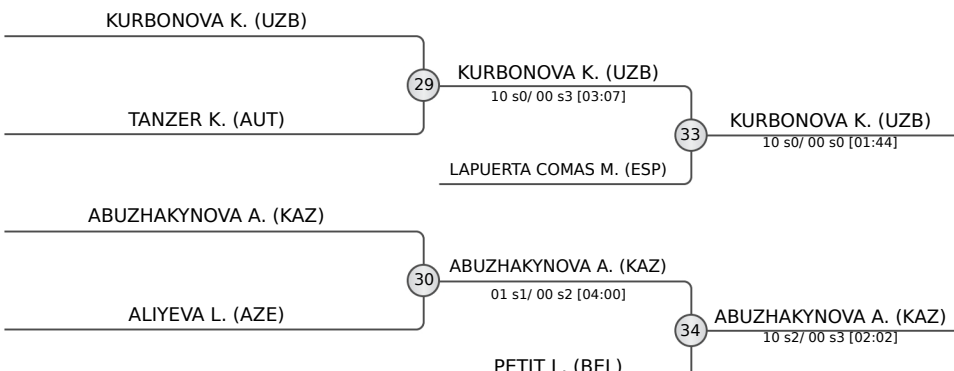 KURBONOVA K. (UZB)
29
TANZER K. (AUT)
KURBONOVA K. (UZB)
10 s0/ 00 s3 [03:07]
33
LAPUERTA COMAS M. (ESP)
KURBONOVA K. (UZB)
10 s0/ 00 s0 [01:44]
ABUZHAKYNOVA A. (KAZ)
30
ALIYEVA L. (AZE)
ABUZHAKYNOVA A. (KAZ)
01 s1/ 00 s2 [04:00]
34
PETIT L. (BEL)
ABUZHAKYNOVA A. (KAZ)
10 s2/ 00 s3 [02:02]